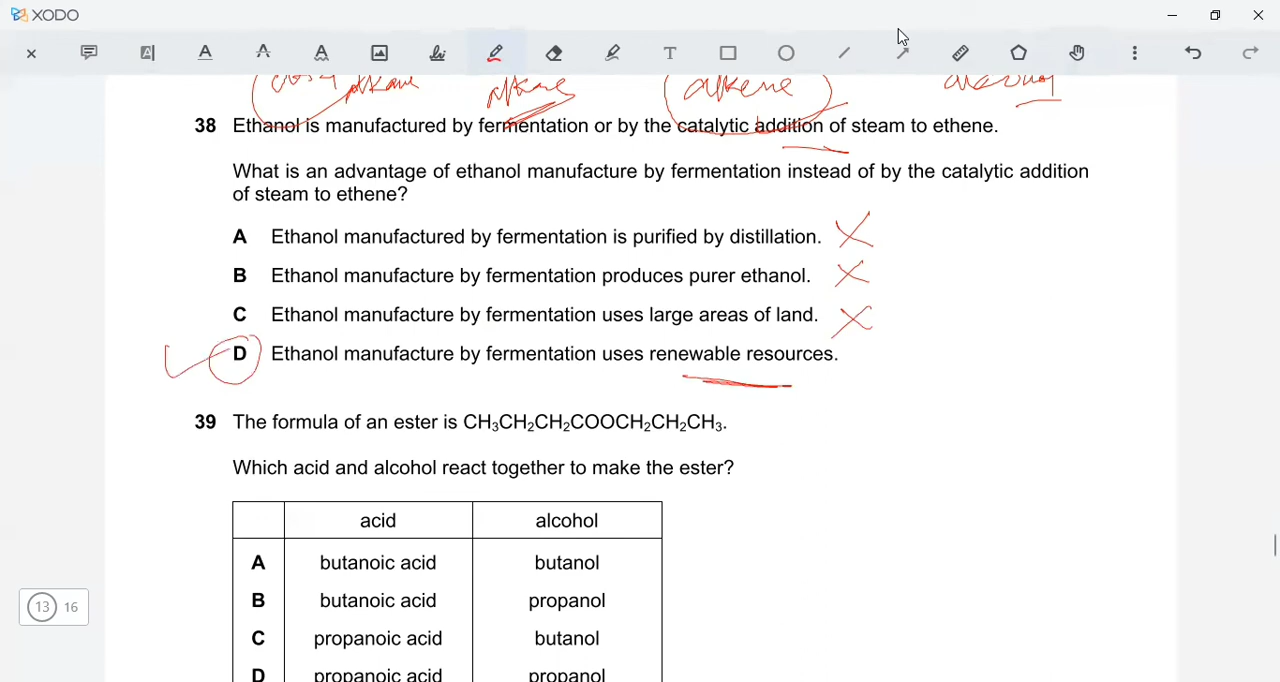 XODO
alkane
alkene
38 Ethanol is manufactured by fermentation or by the catalytic addition of steam to ethene.
What is an advantage of ethanol manufacture by fermentation instead of by the catalytic addition
of steam to ethene?
A Ethanol manufactured by fermentation is purified by distillation.
B Ethanol manufacture by fermentation produces purer ethanol.
C Ethanol manufacture by fermentation uses large areas of land.
D Ethanol manufacture by fermentation uses renewable resources.
39 The formula of an ester is CH₃CH₂CH₂COOCH₂CH₂CH₃.
Which acid and alcohol react together to make the ester?
acid alcohol
A butanoic acid butanol
B butanoic acid propanol
C propanoic acid butanol
D propanoic acid propanol
13 16